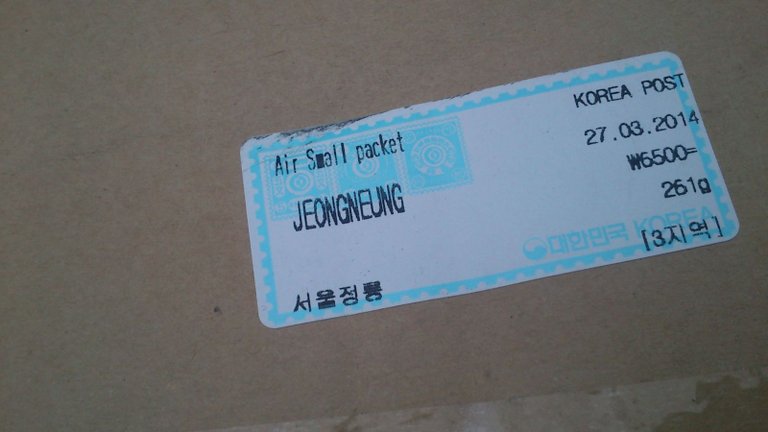 KOREA POST
Air Small packet
27.03.2014
₩6500=
JEONGNEUNG
261g
대한민국 KOREA
[3지역]
서울정릉